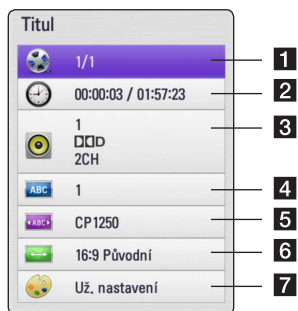 Titul
1/1 1
00:00:03 / 01:57:23 2
1 3
DD D
2CH
ABC 1 4
ABC CP1250 5
16:9 Původní 6
Už. nastavení 7